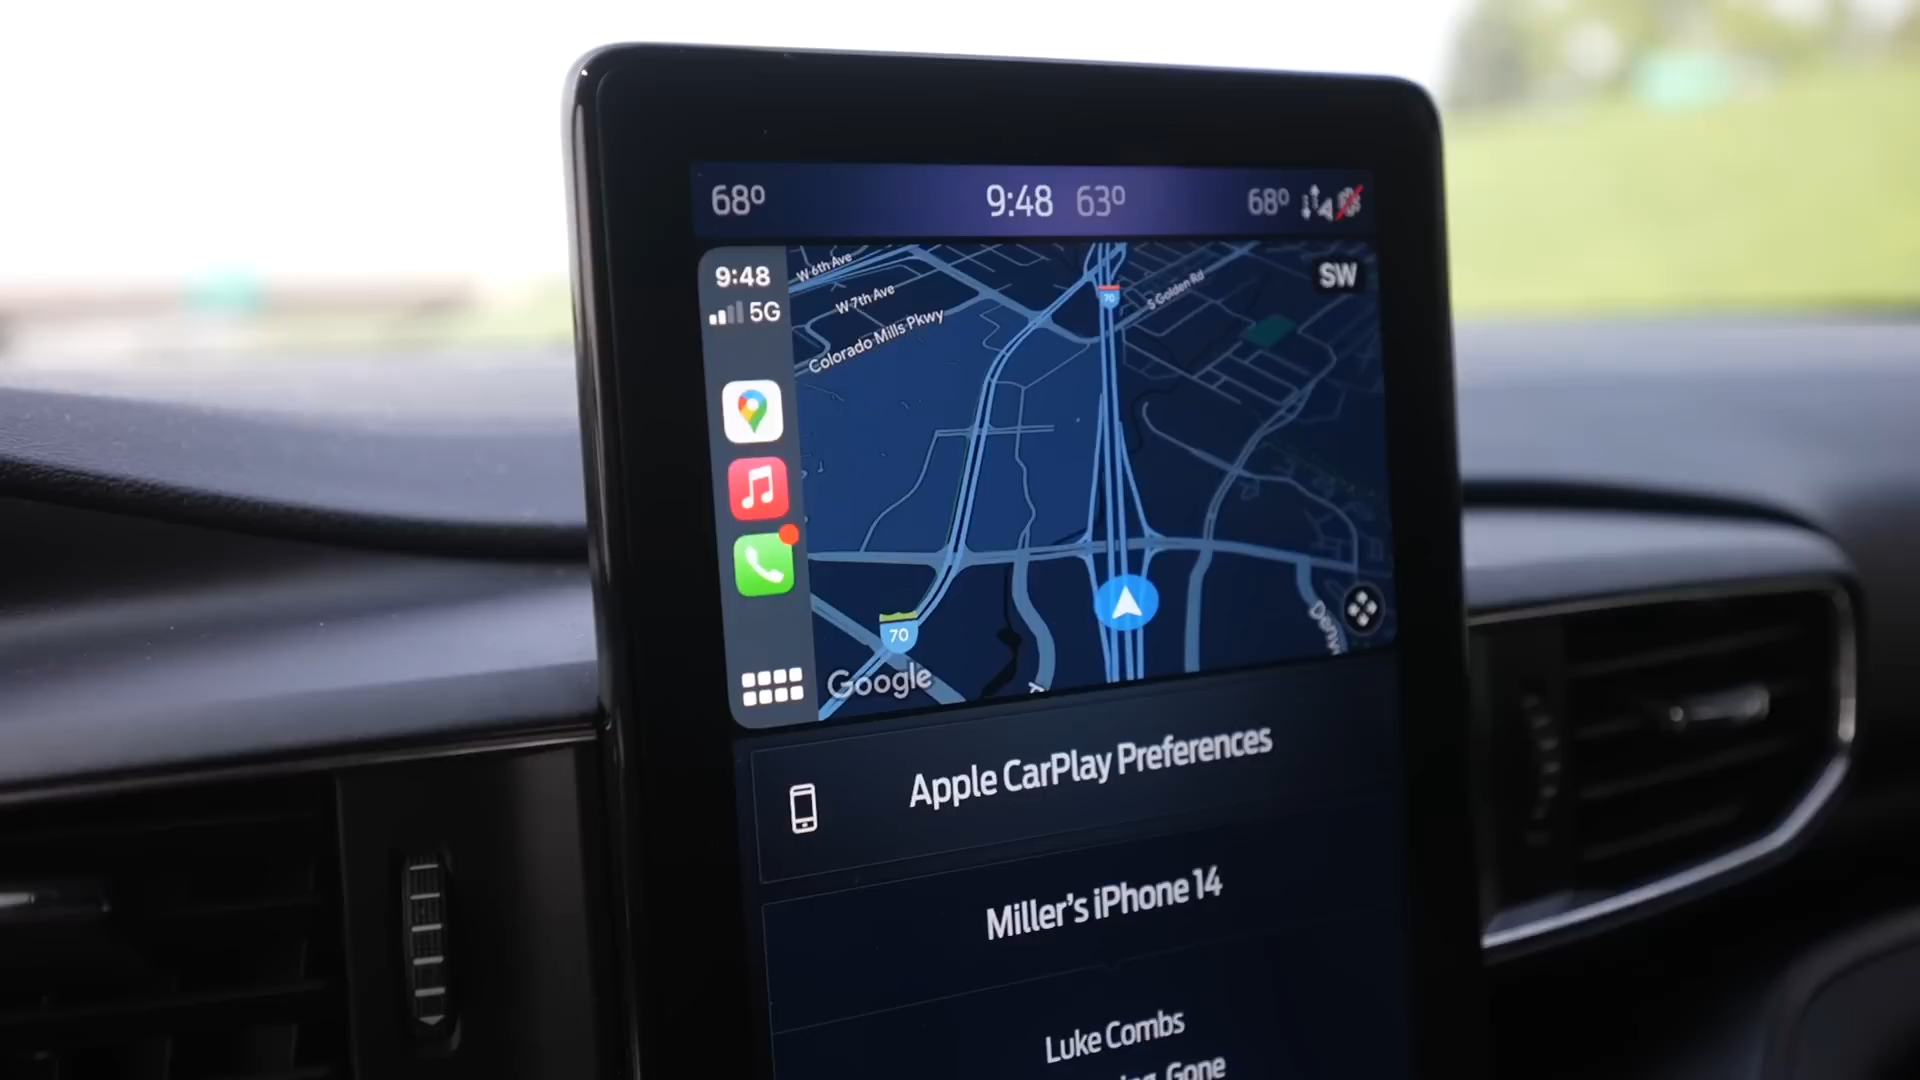 68° 9:48 63° 68°
9:48
5G
W 6th Ave
W 7th Ave
Colorado Mills Pkwy
70
S Golden Rd
SW
70
Google
Apple CarPlay Preferences
Miller's iPhone 14
Luke Combs
Gone